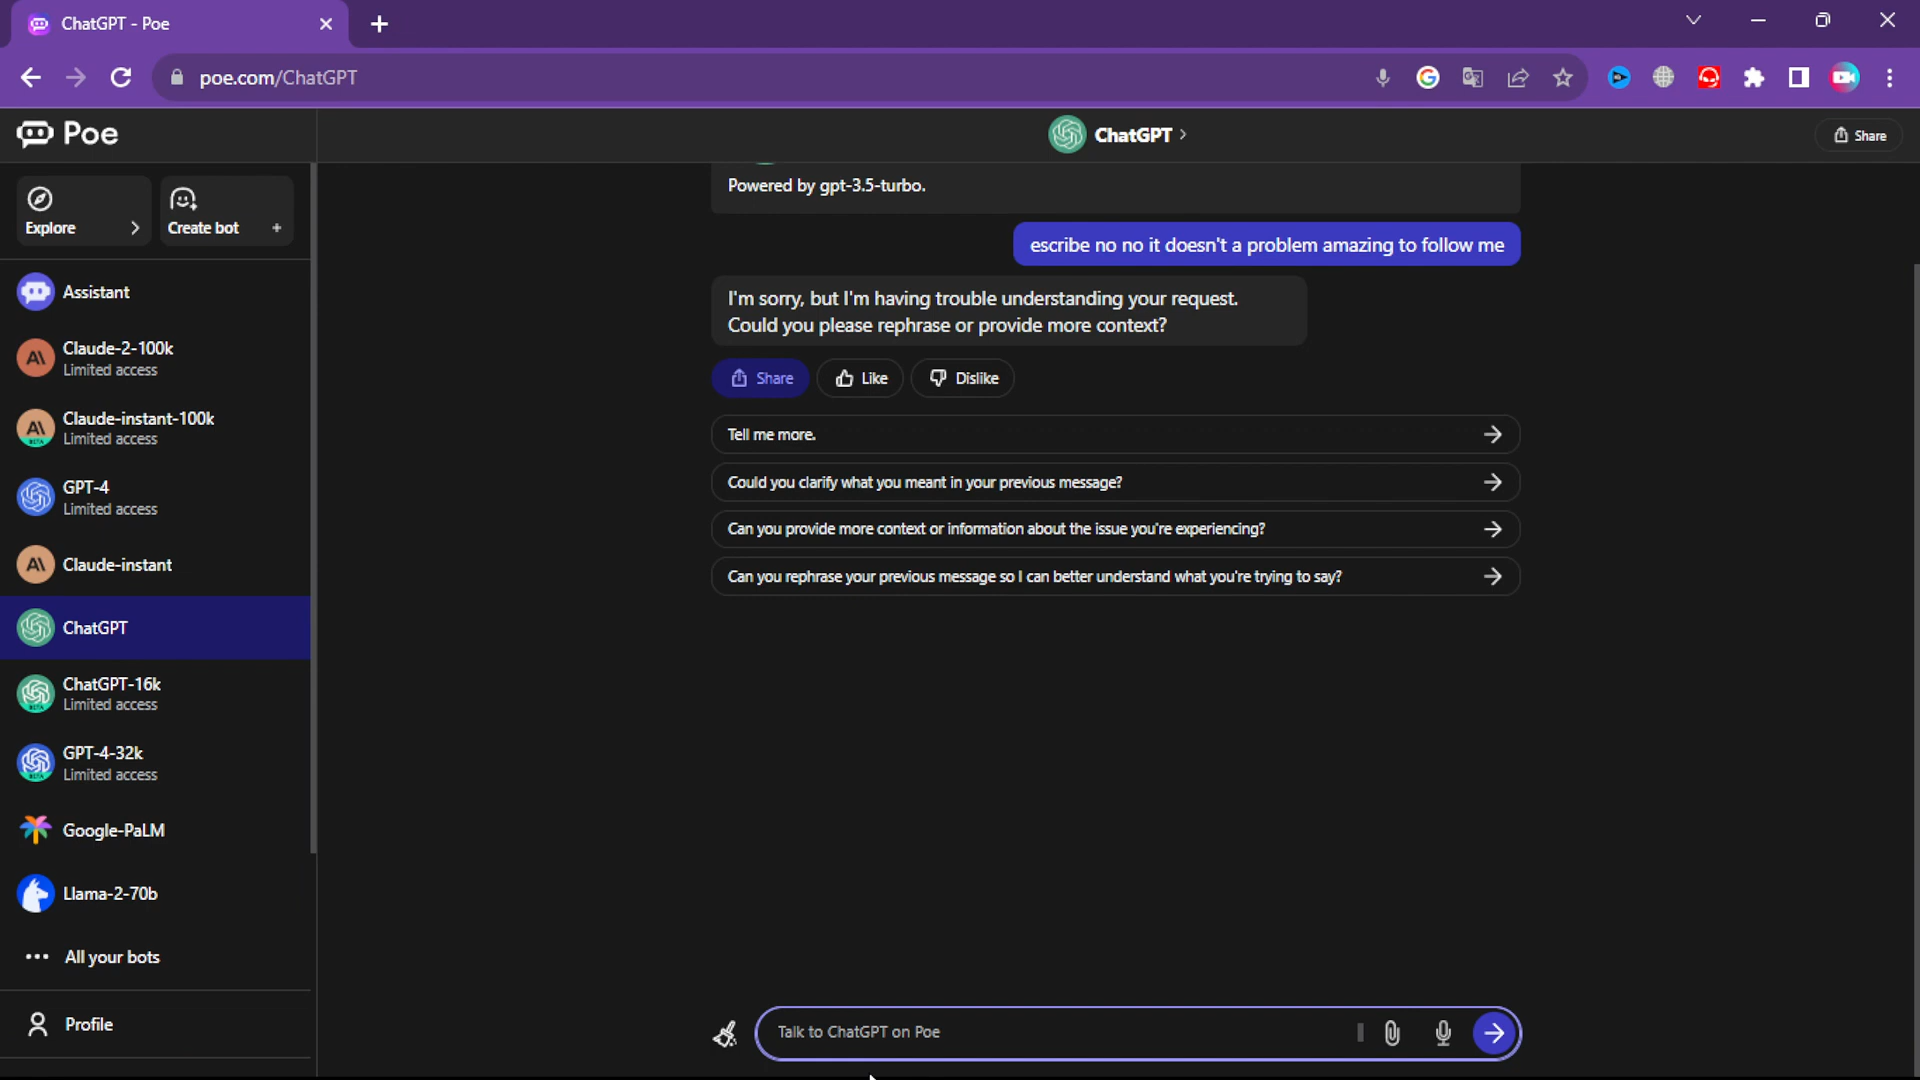 ChatGPT - Poe
poe.com/ChatGPT
Poe
ChatGPT
Share
Explore
Create bot
Powered by gpt-3.5-turbo.
escribe no no it doesn't a problem amazing to follow me
I'm sorry, but I'm having trouble understanding your request.
Could you please rephrase or provide more context?
Share
Like
Dislike
Tell me more.
Could you clarify what you meant in your previous message?
Can you provide more context or information about the issue you're experiencing?
Can you rephrase your previous message so I can better understand what you're trying to say?
Assistant
Claude-2-100k
Limited access
Claude-instant-100k
Limited access
GPT-4
Limited access
Claude-instant
ChatGPT
ChatGPT-16k
Limited access
GPT-4-32k
Limited access
Google-PaLM
Llama-2-70b
All your bots
Profile
Talk to ChatGPT on Poe